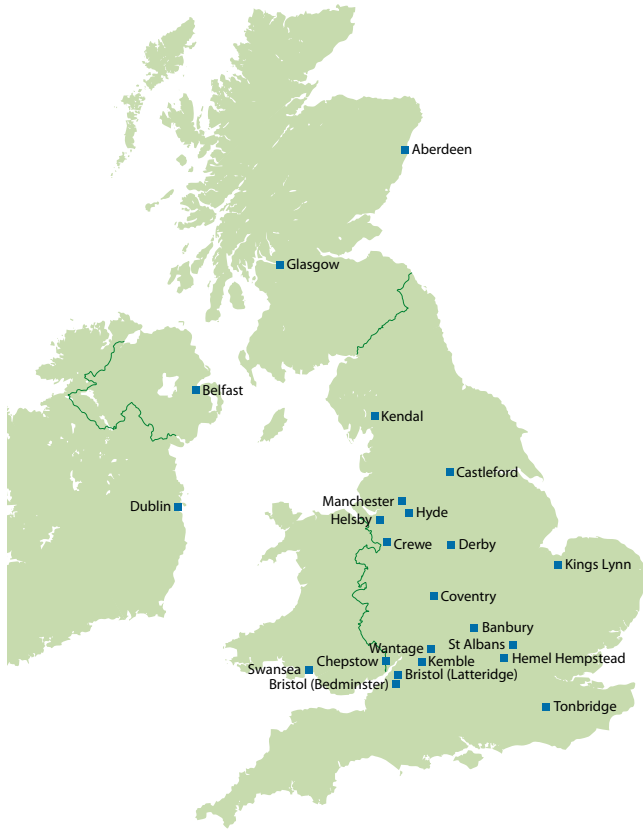 Aberdeen
Glasgow
Belfast
Kendal
Castleford
Manchester
Dublin
Hyde
Helsby
Crewe
Derby
Kings Lynn
Coventry
Banbury
St Albans
Wantage
Hemel Hempstead
Chepstow
Kemble
Swansea
Bristol (Latteridge)
Bristol (Bedminster)
Tonbridge